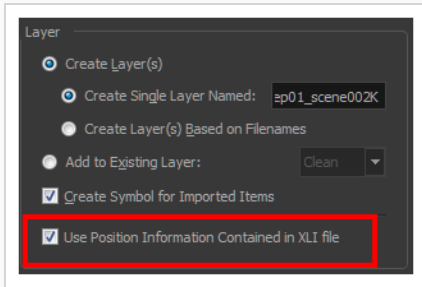 Layer
Create Layer(s)
Create Single Layer Named: ep01_scene002K
Create Layer(s) Based on Filenames
Add to Existing Layer: Clean
Create Symbol for Imported Items
Use Position Information Contained in XLI file